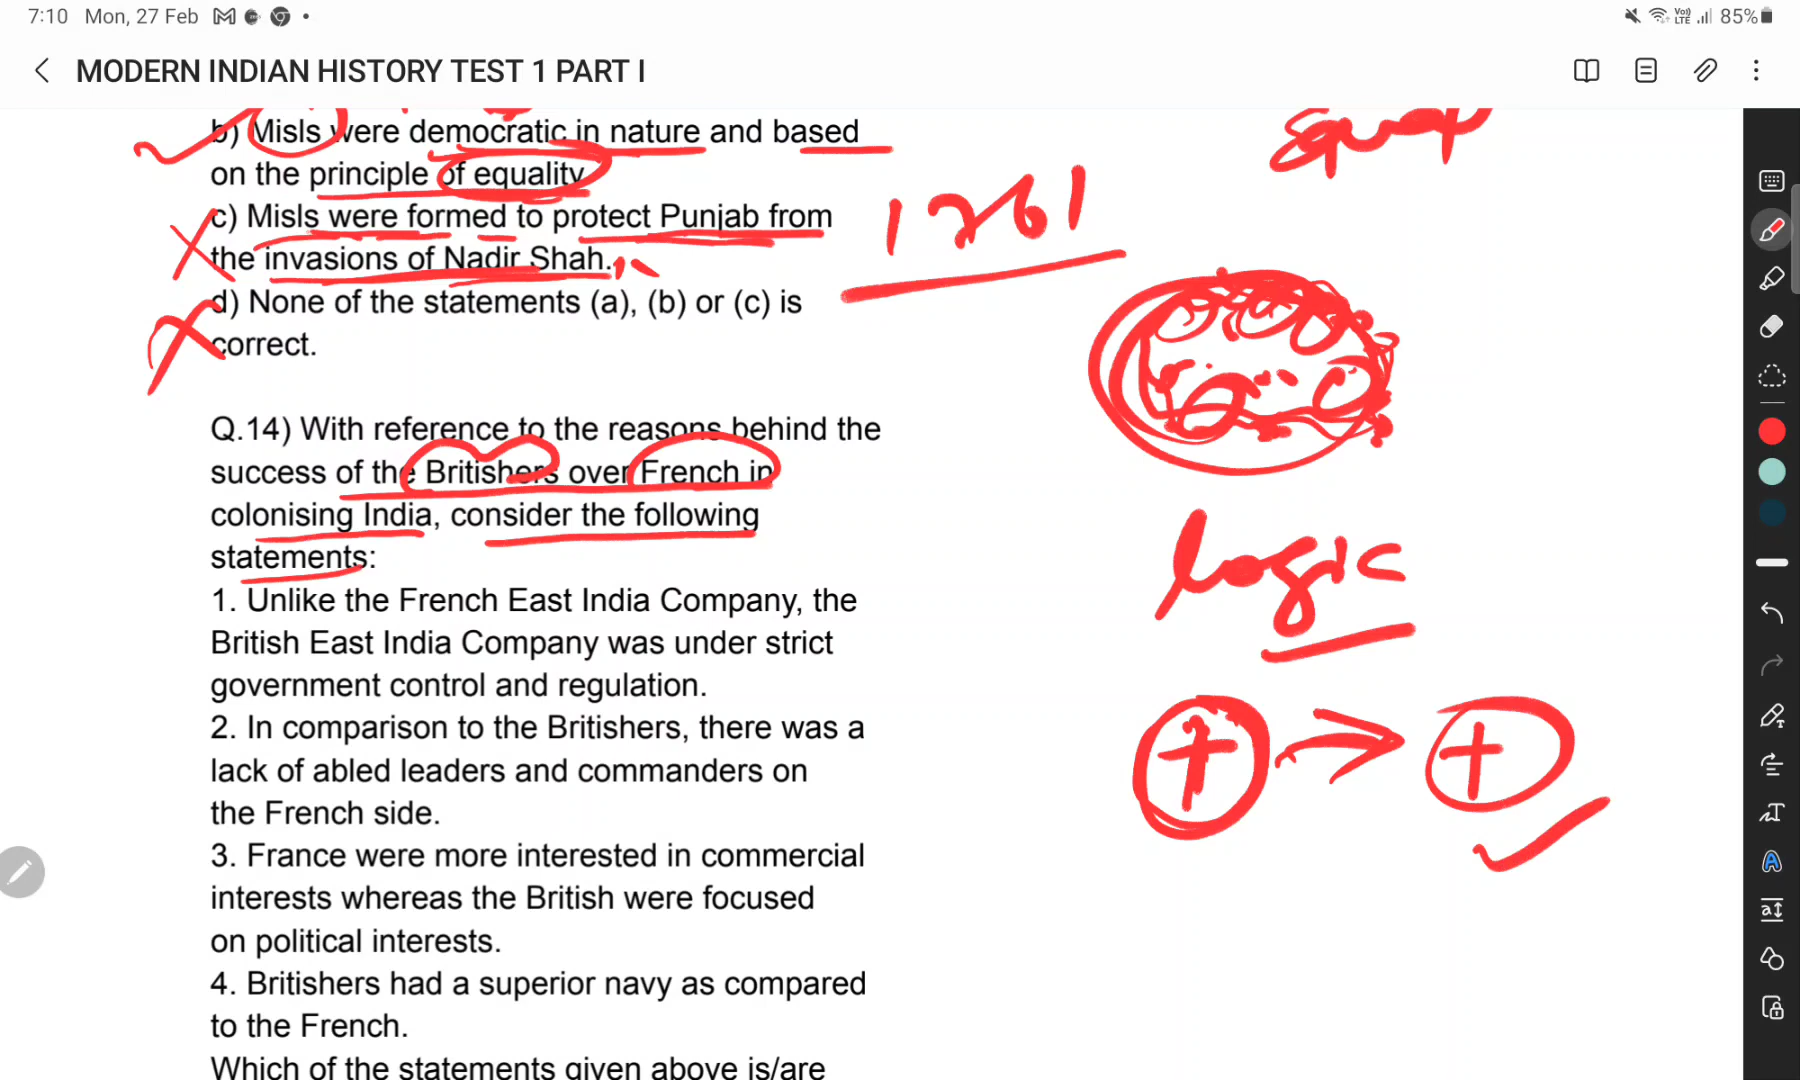 7:10 Mon, 27 Feb
Vo) LTE 85%
MODERN INDIAN HISTORY TEST 1 PART I
b) Misls were democratic in nature and based
on the principle of equality
c) Misls were formed to protect Punjab from
the invasions of Nadir Shah.
d) None of the statements (a), (b) or (c) is
correct.
1761
Q.14) With reference to the reasons behind the
success of the Britishers over French in
colonising India, consider the following
statements:
logic
1. Unlike the French East India Company, the
British East India Company was under strict
government control and regulation.
2. In comparison to the Britishers, there was a
lack of abled leaders and commanders on
the French side.
3. France were more interested in commercial
interests whereas the British were focused
on political interests.
4. Britishers had a superior navy as compared
to the French.
Which of the statements given above is/are